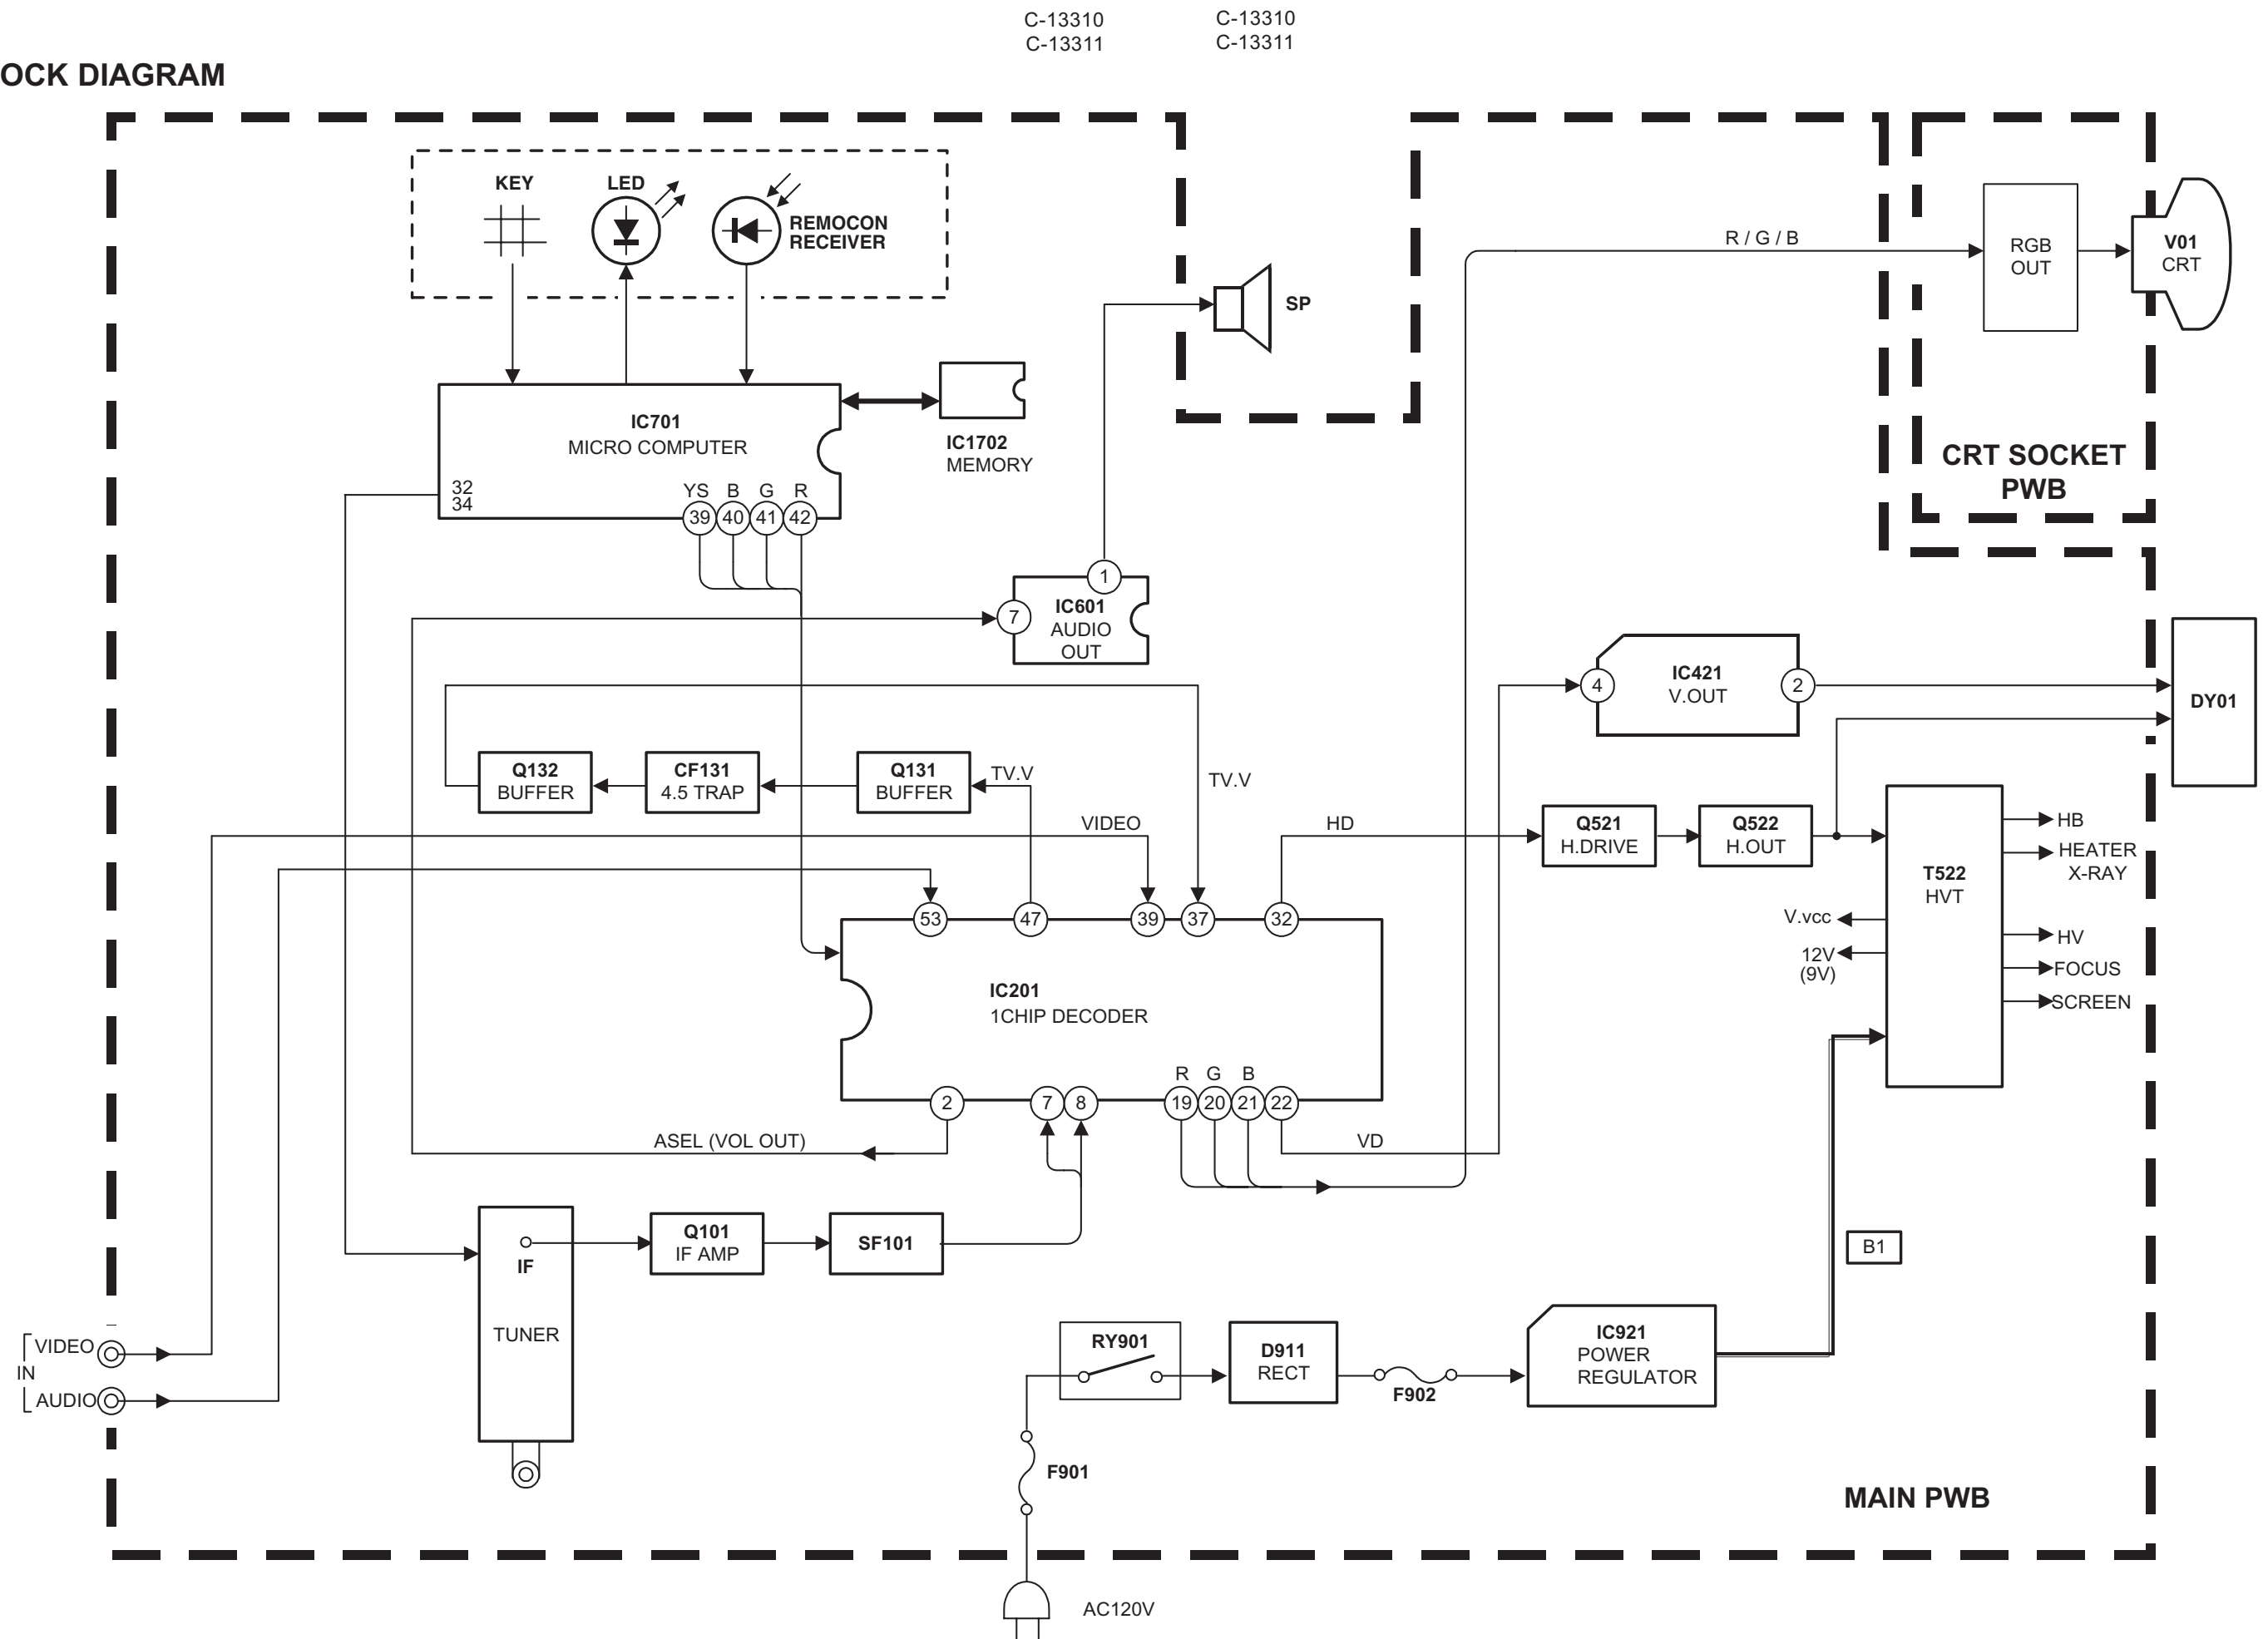 C-13310
C-13311
C-13310
C-13311
OCK DIAGRAM
KEY
LED
REMOCON
RECEIVER
R / G / B
RGB
OUT
V01
CRT
SP
IC701
MICRO COMPUTER
32
34
YS B G R
39 40 41 42
IC1702
MEMORY
CRT SOCKET
PWB
1
7
IC601
AUDIO
OUT
4
IC421
V.OUT
2
DY01
Q132
BUFFER
CF131
4.5 TRAP
Q131
BUFFER
TV.V
TV.V
VIDEO
HD
Q521
H.DRIVE
Q522
H.OUT
T522
HVT
HB
HEATER
X-RAY
V.vcc
12V
(9V)
HV
FOCUS
SCREEN
53 47 39 37 32
IC201
1CHIP DECODER
R G B
2 7 8 19 20 21 22
ASEL (VOL OUT)
VD
IF
TUNER
Q101
IF AMP
SF101
B1
VIDEO
IN
AUDIO
RY901
D911
RECT
F902
IC921
POWER
REGULATOR
F901
MAIN PWB
AC120V